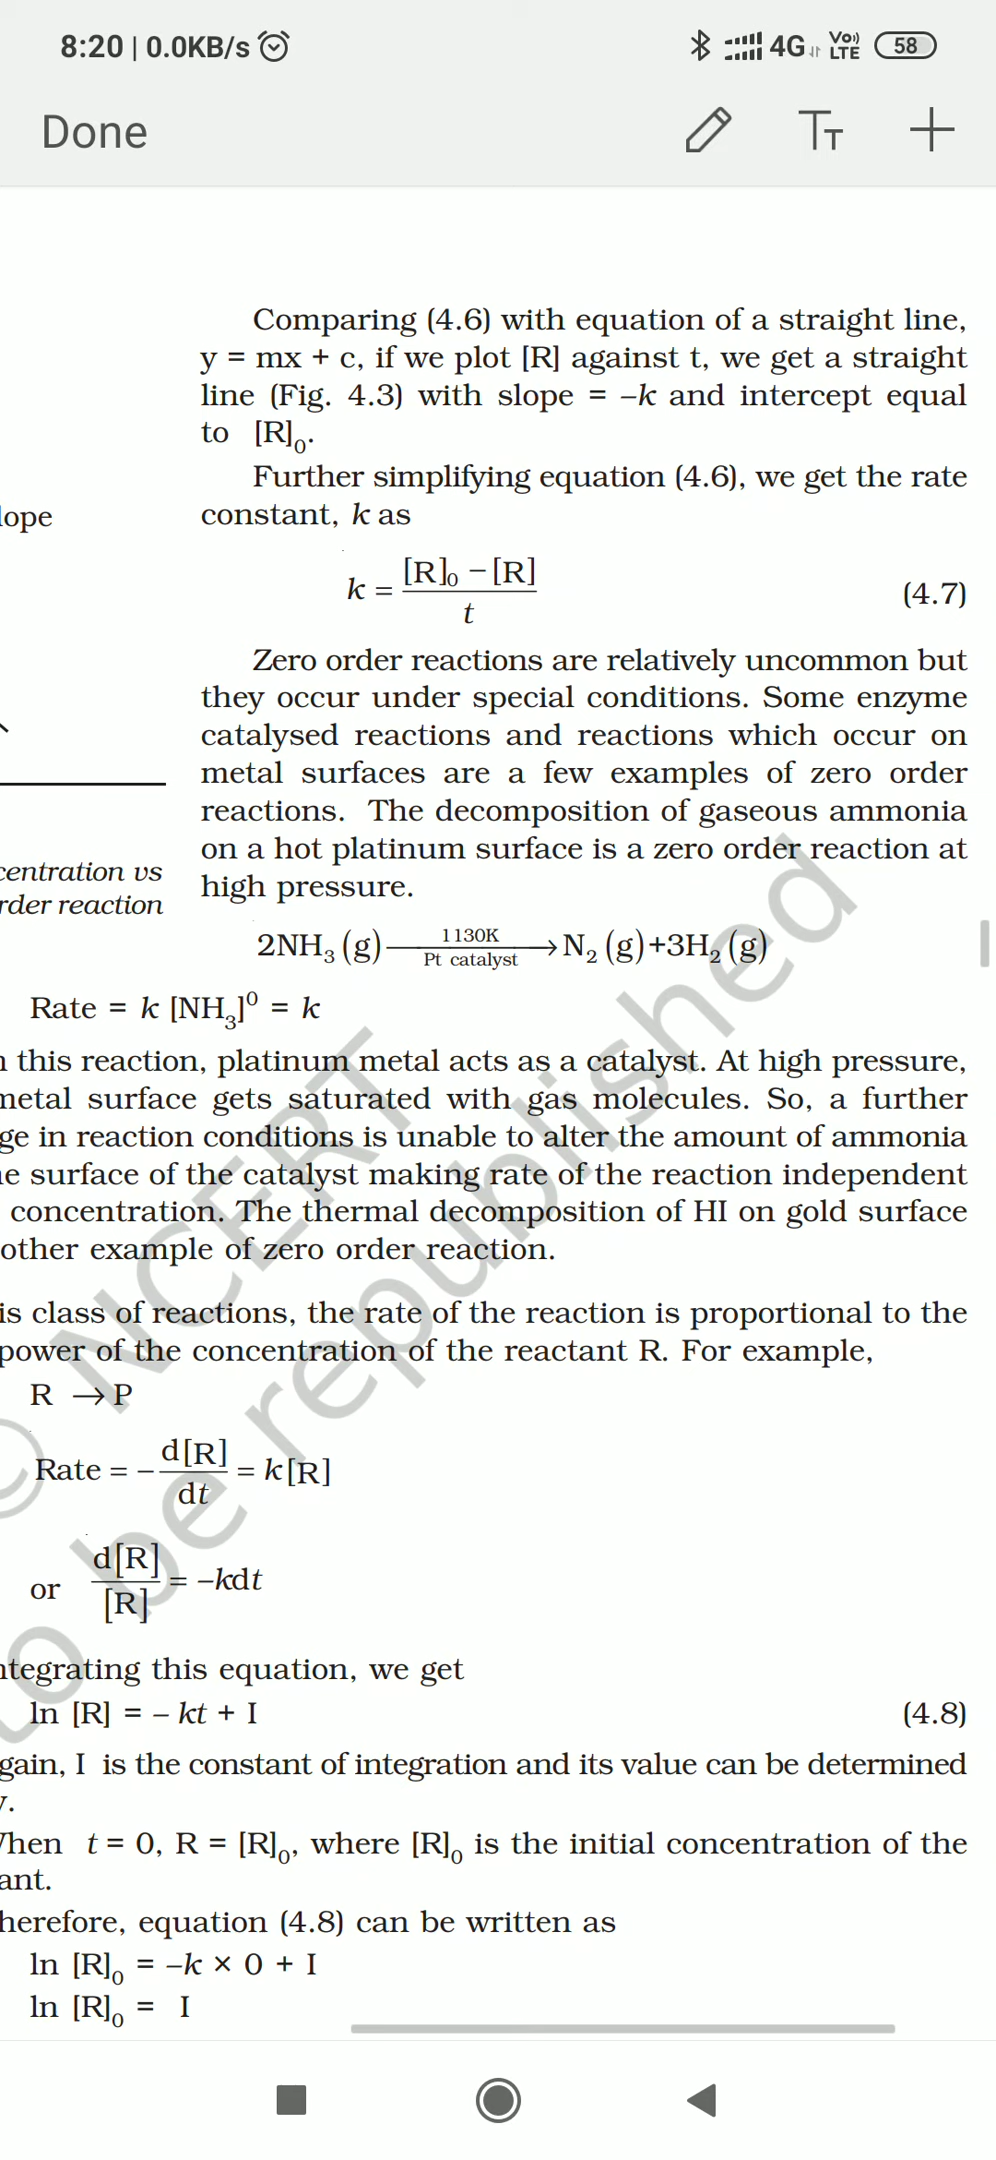 8:20 | 0.0KB/s
4G Vo)) LTE 58
Done
Comparing (4.6) with equation of a straight line,
y = mx + c, if we plot [R] against t, we get a straight
line (Fig. 4.3) with slope = –k and intercept equal
to [R]₀.
Further simplifying equation (4.6), we get the rate
constant, k as
lope
k = [R]₀ − [R] / t (4.7)
Zero order reactions are relatively uncommon but
they occur under special conditions. Some enzyme
catalysed reactions and reactions which occur on
metal surfaces are a few examples of zero order
reactions. The decomposition of gaseous ammonia
on a hot platinum surface is a zero order reaction at
high pressure.
centration vs
rder reaction
2NH₃ (g) 1130K Pt catalyst → N₂ (g)+3H₂ (g)
Rate = k [NH₃]⁰ = k
n this reaction, platinum metal acts as a catalyst. At high pressure,
metal surface gets saturated with gas molecules. So, a further
ge in reaction conditions is unable to alter the amount of ammonia
he surface of the catalyst making rate of the reaction independent
concentration. The thermal decomposition of HI on gold surface
other example of zero order reaction.
is class of reactions, the rate of the reaction is proportional to the
power of the concentration of the reactant R. For example,
R → P
Rate = − d[R] / dt = k[R]
or d[R] / [R] = –kdt
ntegrating this equation, we get
ln [R] = – kt + I (4.8)
gain, I is the constant of integration and its value can be determined
y.
When t = 0, R = [R]₀, where [R]₀ is the initial concentration of the
ant.
herefore, equation (4.8) can be written as
ln [R]₀ = –k × 0 + I
ln [R]₀ = I
© NCERT
to be republished